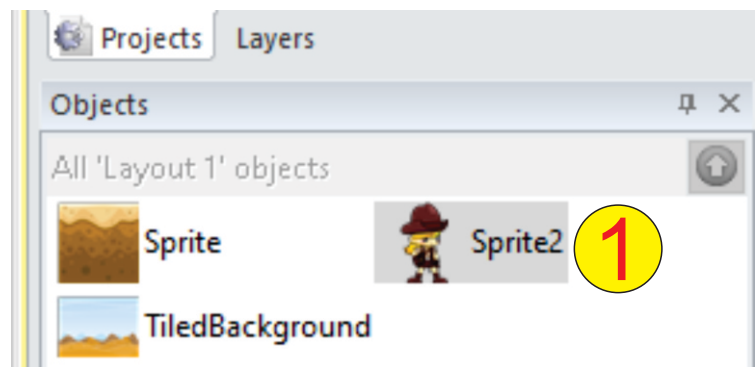 Projects Layers
Objects
All 'Layout 1' objects
Sprite Sprite2 1
TiledBackground